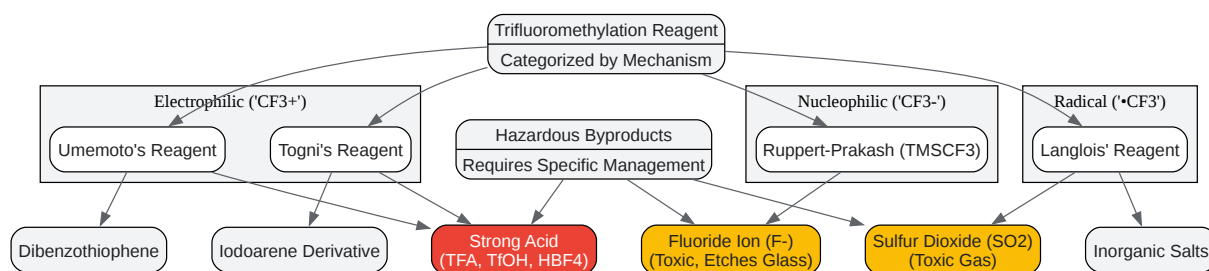 Trifluoromethylation Reagent
Categorized by Mechanism
Electrophilic ('CF3+')
Nucleophilic ('CF3-')
Radical ('•CF3')
Umemoto's Reagent
Togni's Reagent
Hazardous Byproducts
Requires Specific Management
Ruppert-Prakash (TMSCF3)
Langlois' Reagent
Dibenzothiophene
Iodoarene Derivative
Strong Acid
(TFA, TfOH, HBF4)
Fluoride Ion (F-)
(Toxic, Etches Glass)
Sulfur Dioxide (SO2)
(Toxic Gas)
Inorganic Salts